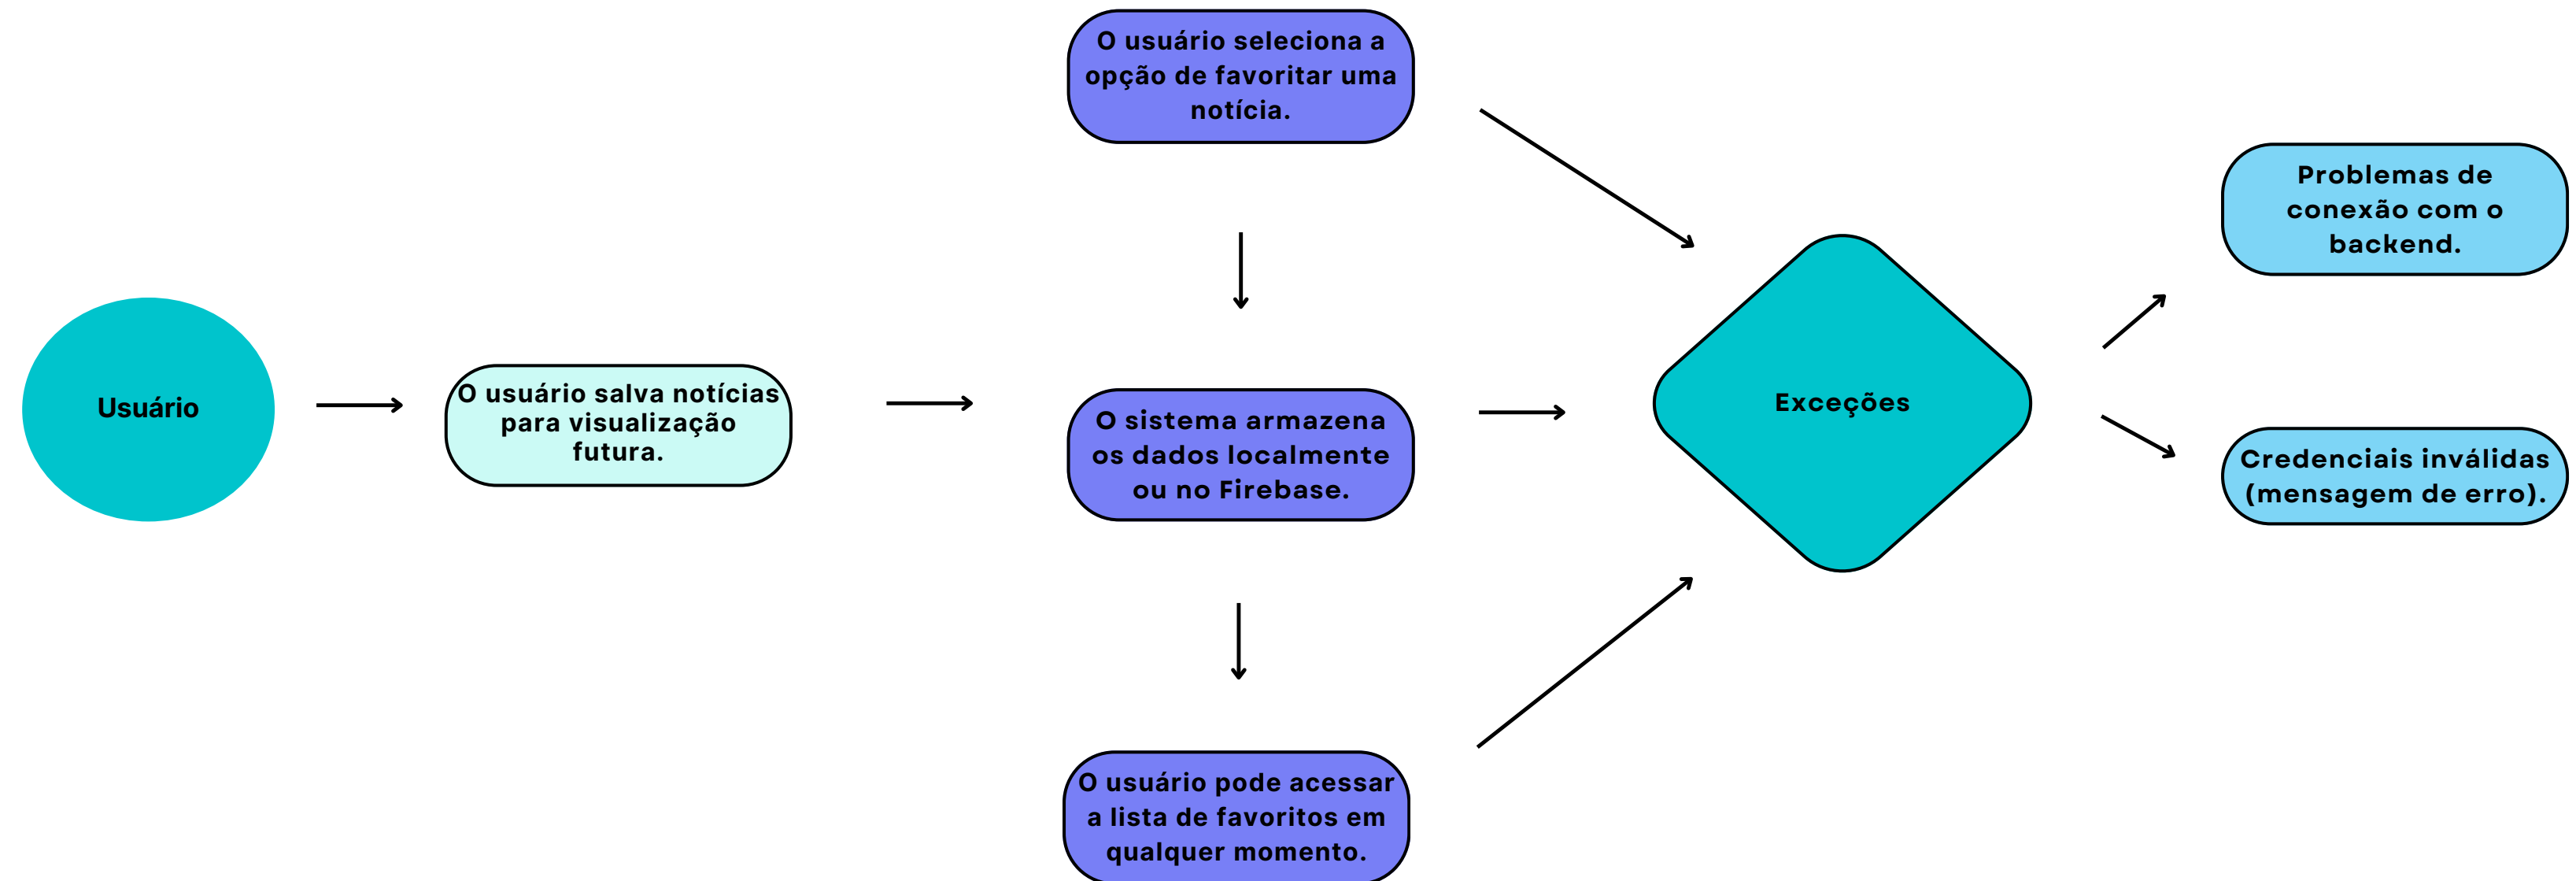 Usuário
O usuário salva notícias
para visualização
futura.
O usuário seleciona a
opção de favoritar uma
notícia.
O sistema armazena
os dados localmente
ou no Firebase.
O usuário pode acessar
a lista de favoritos em
qualquer momento.
Exceções
Problemas de
conexão com o
backend.
Credenciais inválidas
(mensagem de erro).